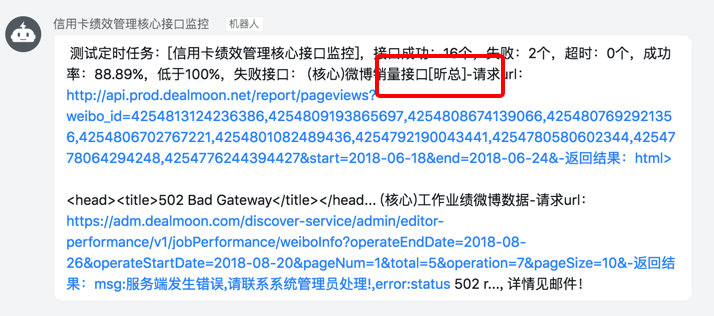 信用卡绩效管理核心接口监控 机器人
测试定时任务：[信用卡绩效管理核心接口监控]，接口成功：16个，失败：2个，超时：0个，成功
率：88.89%，低于100%，失败接口： (核心)微博销量接口[昕总]-请求url：
http://api.prod.dealmoon.net/report/pageviews?
weibo_id=4254813124236386,4254809193865697,4254808674139066,425480769292135
6,4254806702767221,4254801082489436,4254792190043441,4254780580602344,42547
78064294248,4254776244394427&start=2018-06-18&end=2018-06-24&-返回结果：html>
<head><title>502 Bad Gateway</title></head... (核心)工作业绩微博数据-请求url：
https://adm.dealmoon.com/discover-service/admin/editor-
performance/v1/jobPerformance/weiboInfo?operateEndDate=2018-08-
26&operateStartDate=2018-08-20&pageNum=1&total=5&operation=7&pageSize=10&-返回结
果：msg:服务端发生错误,请联系系统管理员处理!,error:status 502 r..., 详情见邮件！